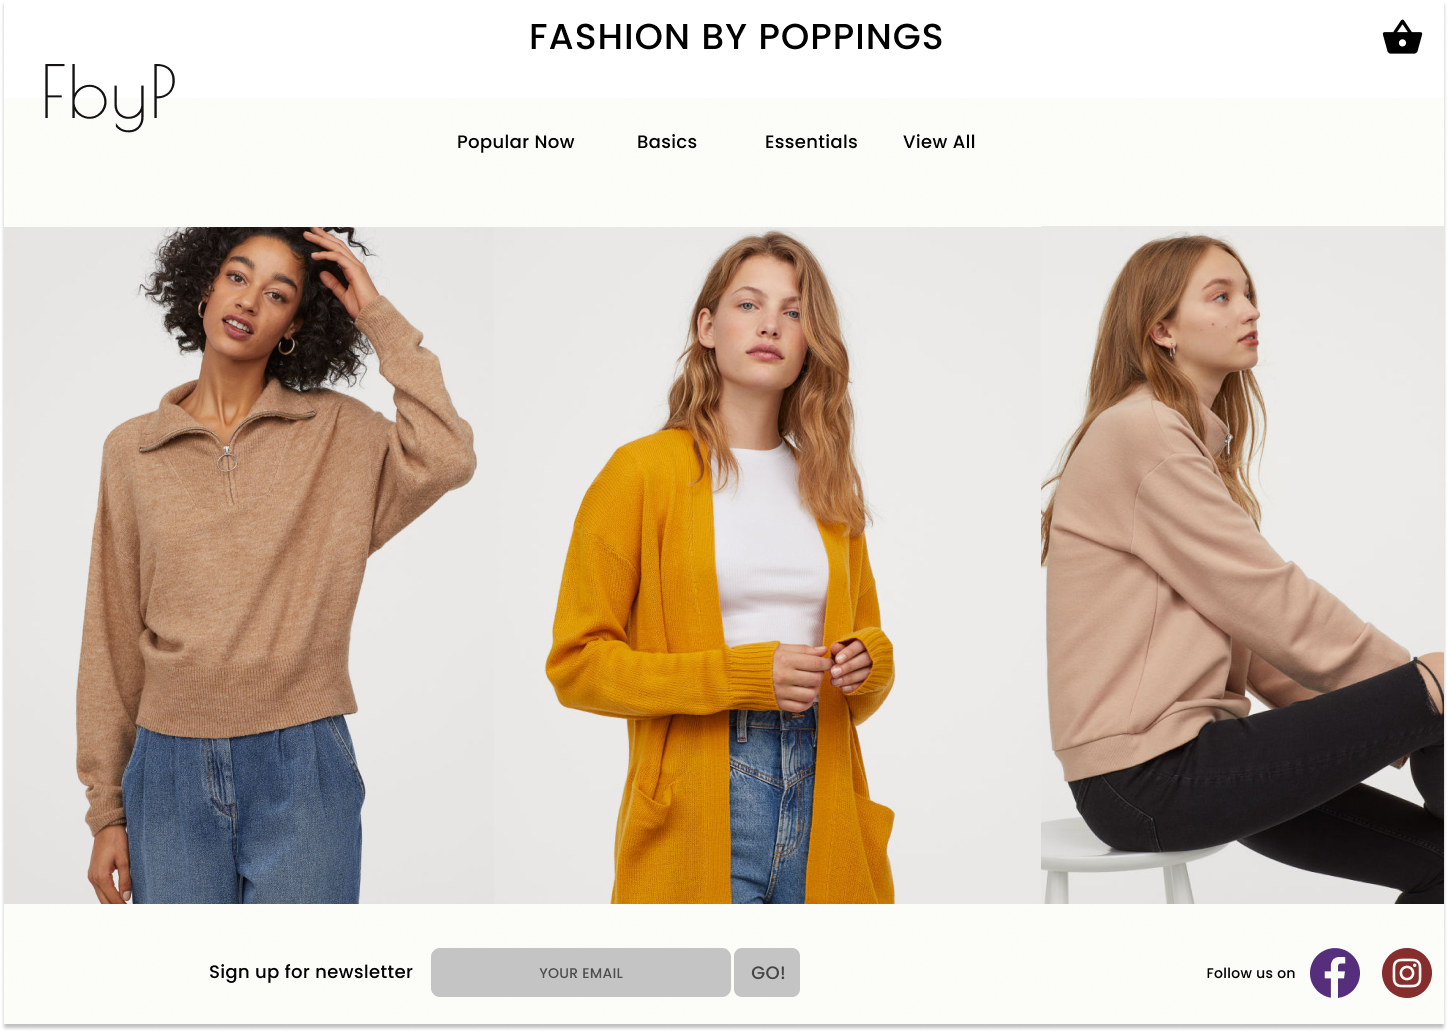 FASHION BY POPPINGS
FbyP
Popular Now
Basics
Essentials
View All
Sign up for newsletter
YOUR EMAIL
GO!
Follow us on